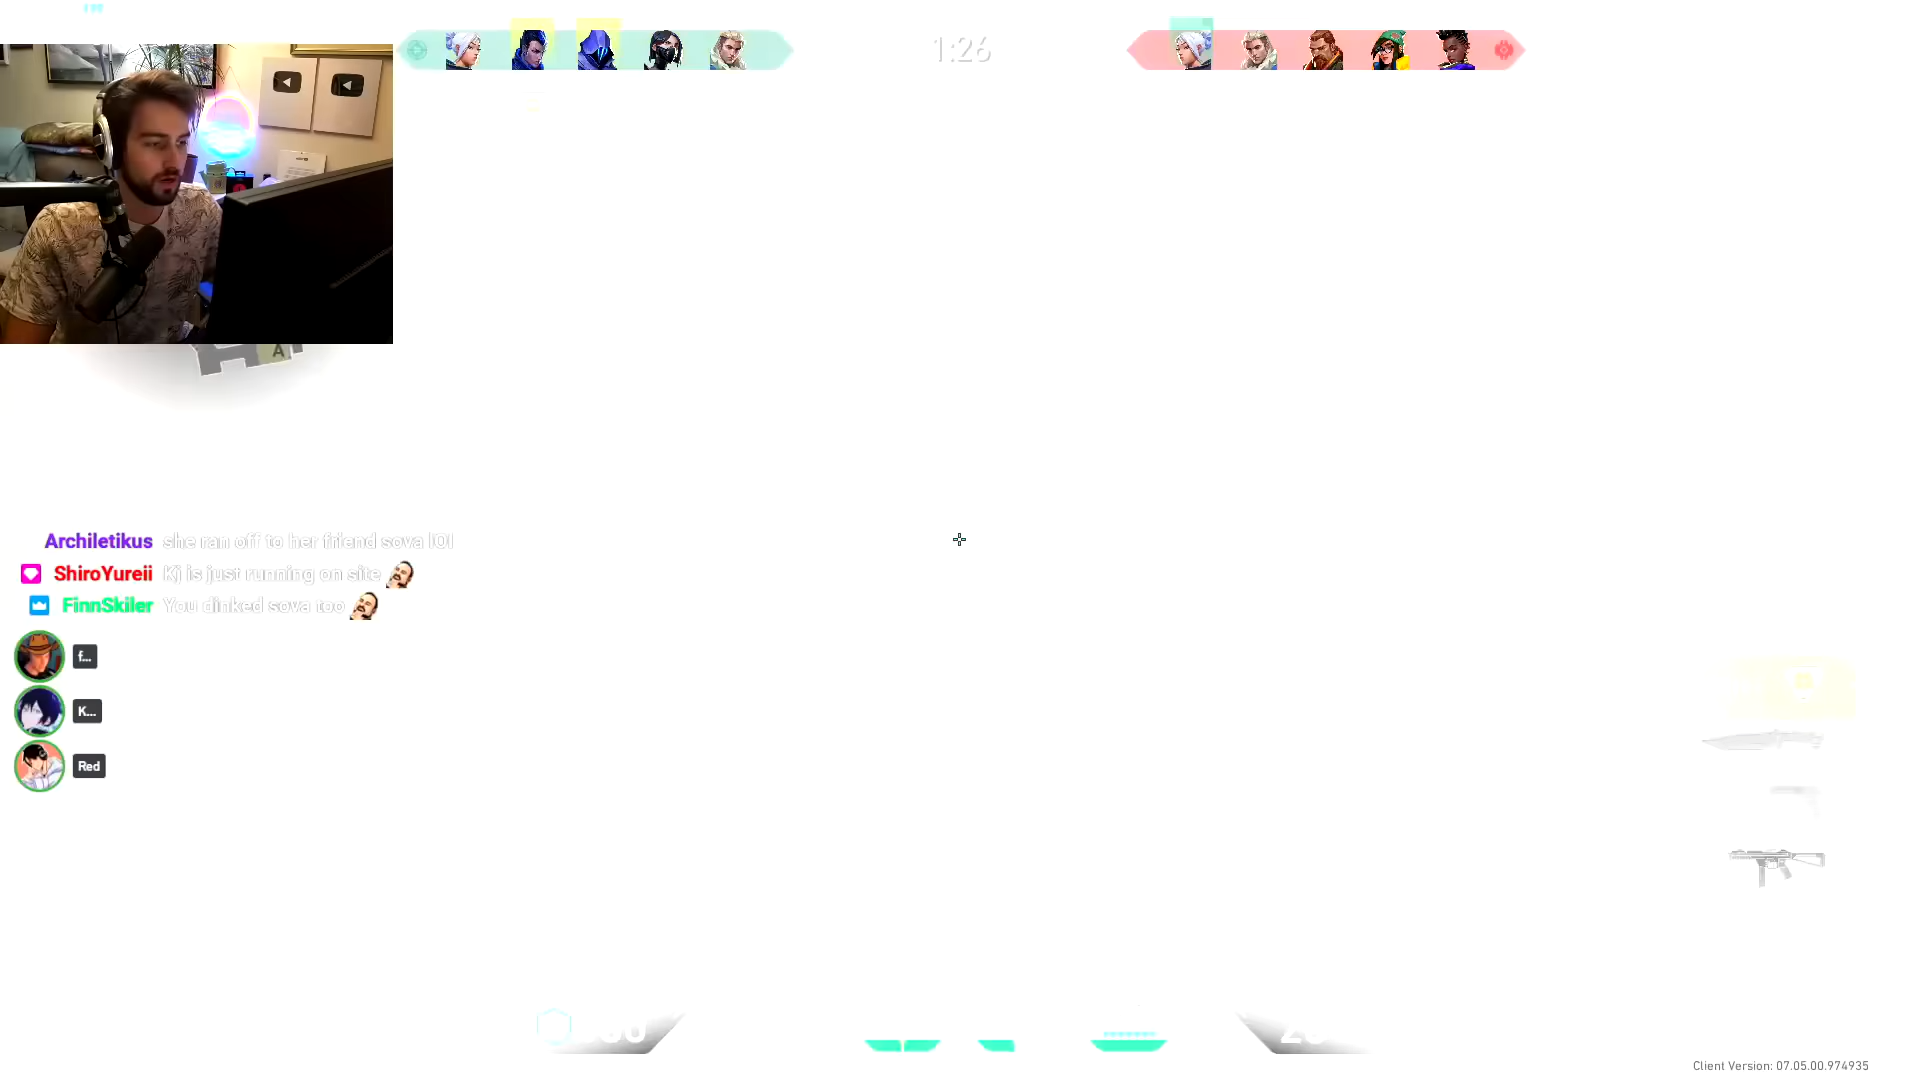 1:26
A
Archiletikus she ran off to her friend sova lOl
ShiroYureii Kj is just running on site
FinnSkiler You dinked sova too
f...
K...
Red
Client Version: 07.05.00.974935